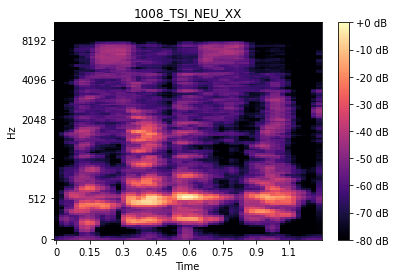 1008_TSI_NEU_XX
+0 dB
8192
-10 dB
4096
-20 dB
-30 dB
2048
Hz
-40 dB
1024
-50 dB
-60 dB
512
-70 dB
0
-80 dB
0 0.15 0.3 0.45 0.6 0.75 0.9 1.1
Time